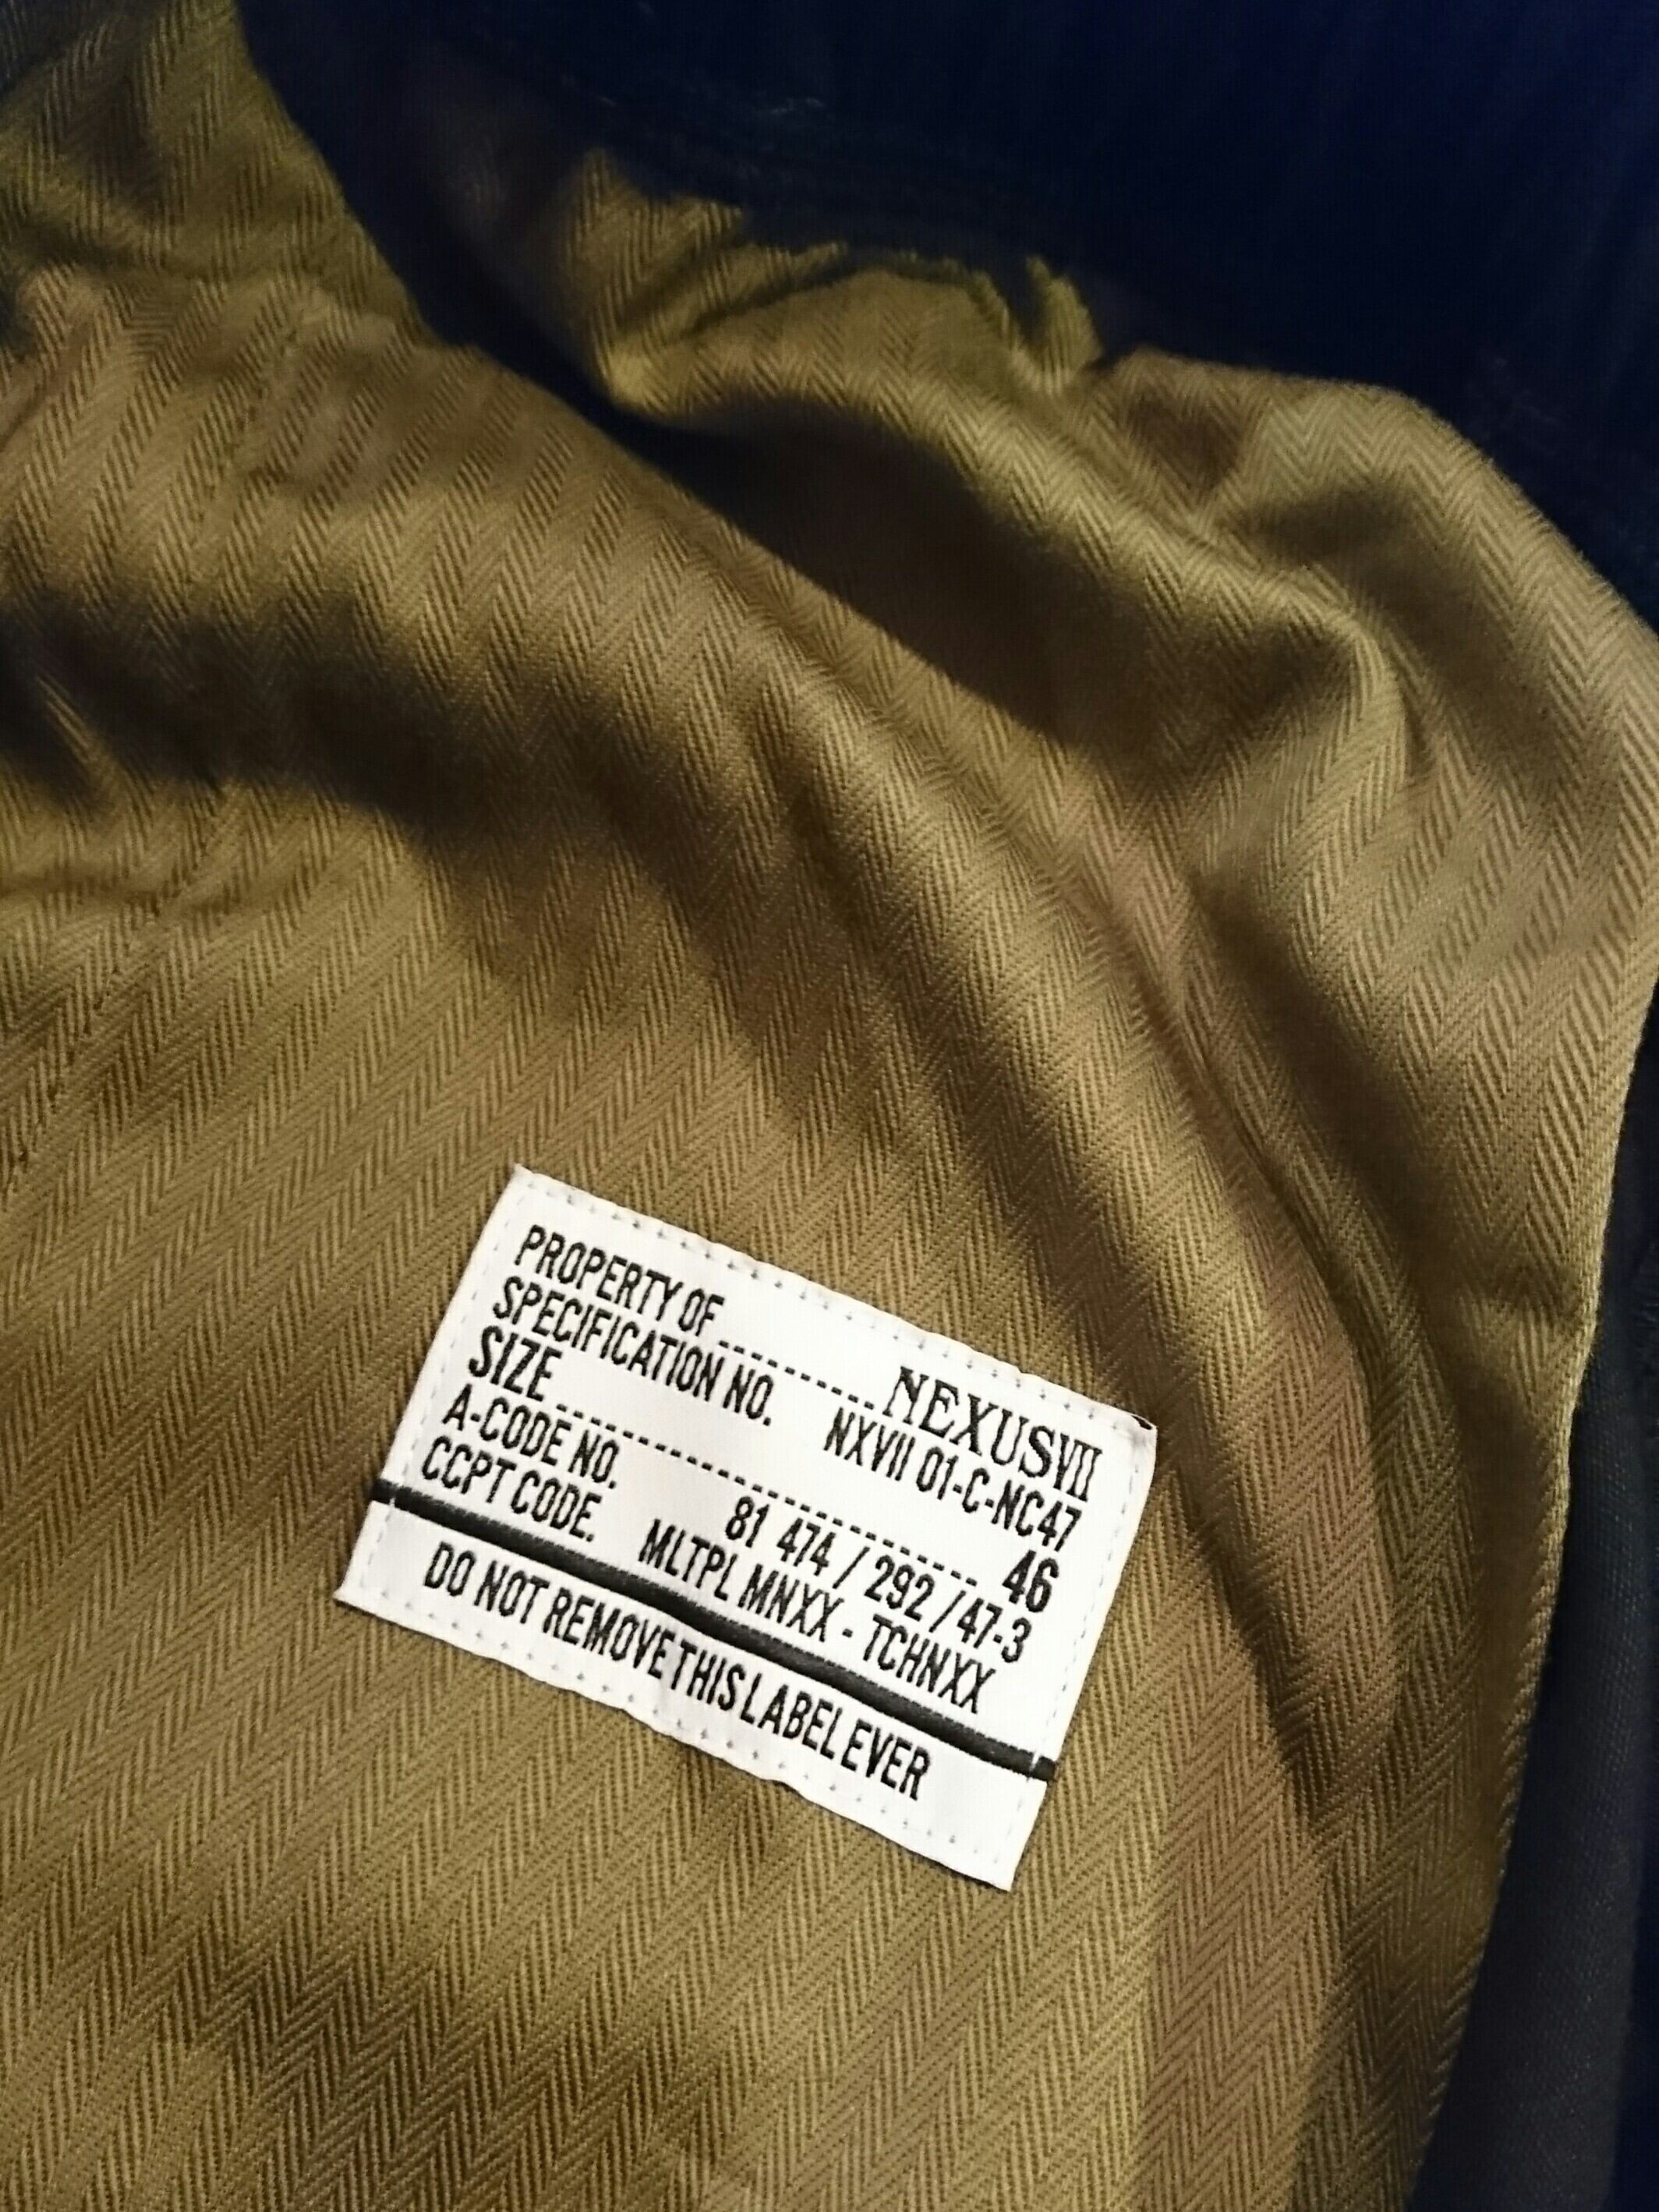 PROPERTY OF.............NEXUSVII
SPECIFICATION NO. NXVII 01-C-NC47
SIZE................................ 46
A-CODE NO. 81 474 / 292 / 47-3
CCPT CODE. MLTPL MNXX - TCHNXX
DO NOT REMOVE THIS LABEL EVER